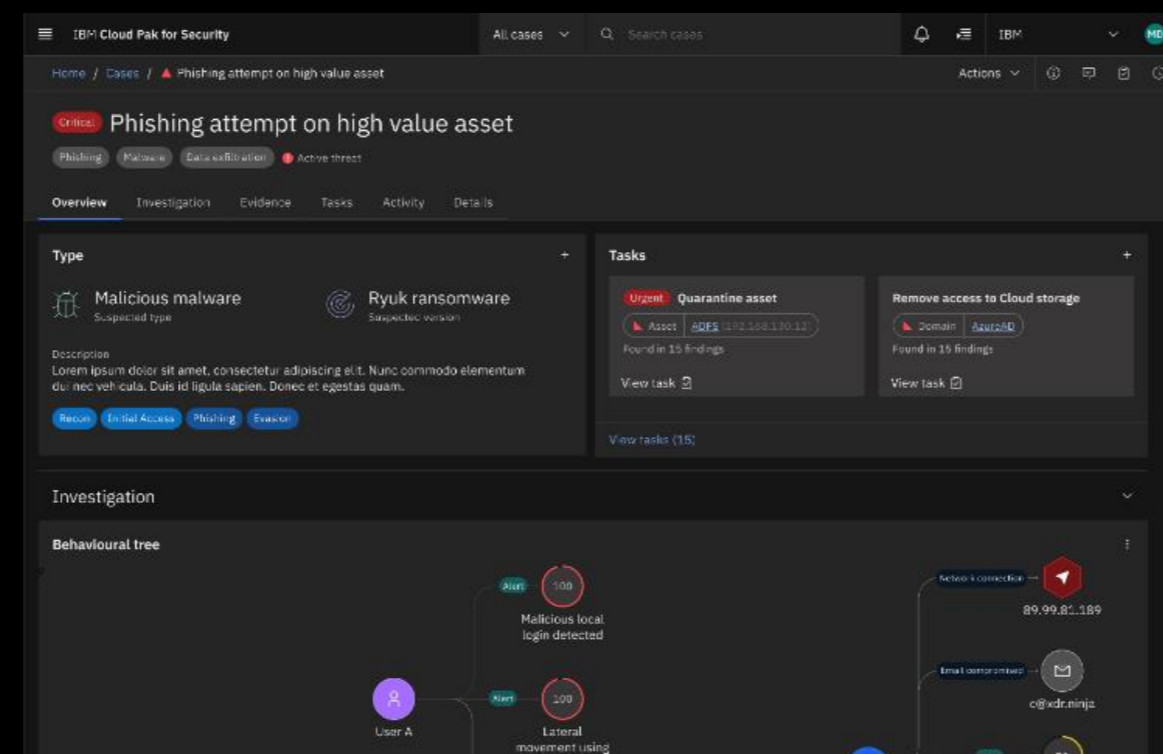 IBM Cloud Pak for Security
All cases
Search cases
IBM
MD
Home / Cases / Phishing attempt on high value asset
Actions
Critical Phishing attempt on high value asset
Phishing Malware Data exfiltration Active threat
Overview Investigation Evidence Tasks Activity Details
Type
Malicious malware
Suspected type
Ryuk ransomware
Suspected version
Description
Lorem ipsum dolor sit amet, consectetur adipiscing elit. Nunc commodo elementum
dui nec vehicula. Duis id ligula sapien. Donec et egestas quam.
Recon Initial Access Phishing Evasion
Tasks
Urgent Quarantine asset
Asset ADFS (192.168.130.12)
Found in 15 findings
View task
Remove access to Cloud storage
Domain AzureAD
Found in 15 findings
View task
View tasks (15)
Investigation
Behavioural tree
Alert 100
Malicious local
login detected
User A
Alert 100
Lateral
movement using
Network connection
89.99.81.189
Email compromised
c@xdr.ninja